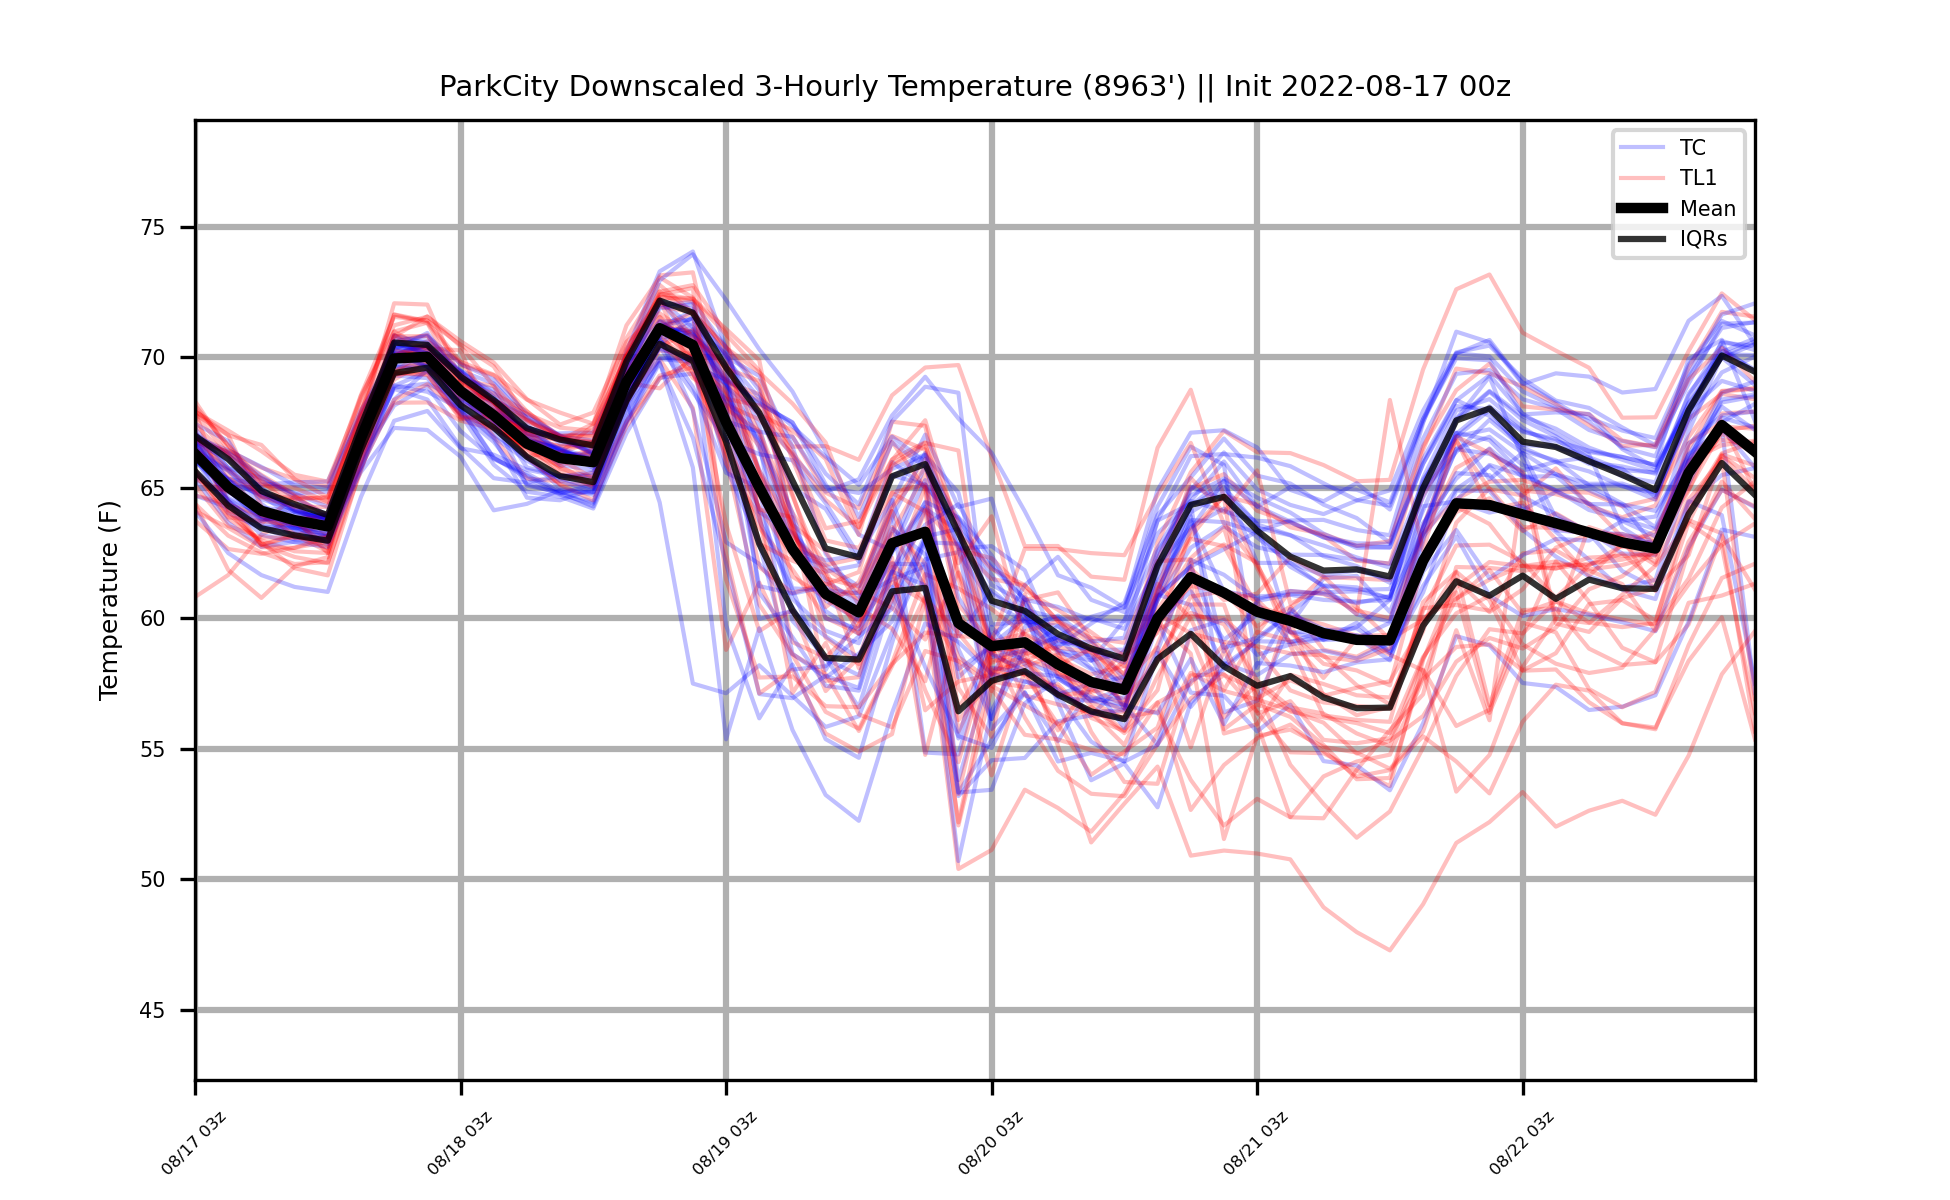 ParkCity Downscaled 3-Hourly Temperature (8963') || Init 2022-08-17 00z
TC
TL1
Mean
IQRs
Temperature (F)
75
70
65
60
55
50
45
08/17 03z
08/18 03z
08/19 03z
08/20 03z
08/21 03z
08/22 03z